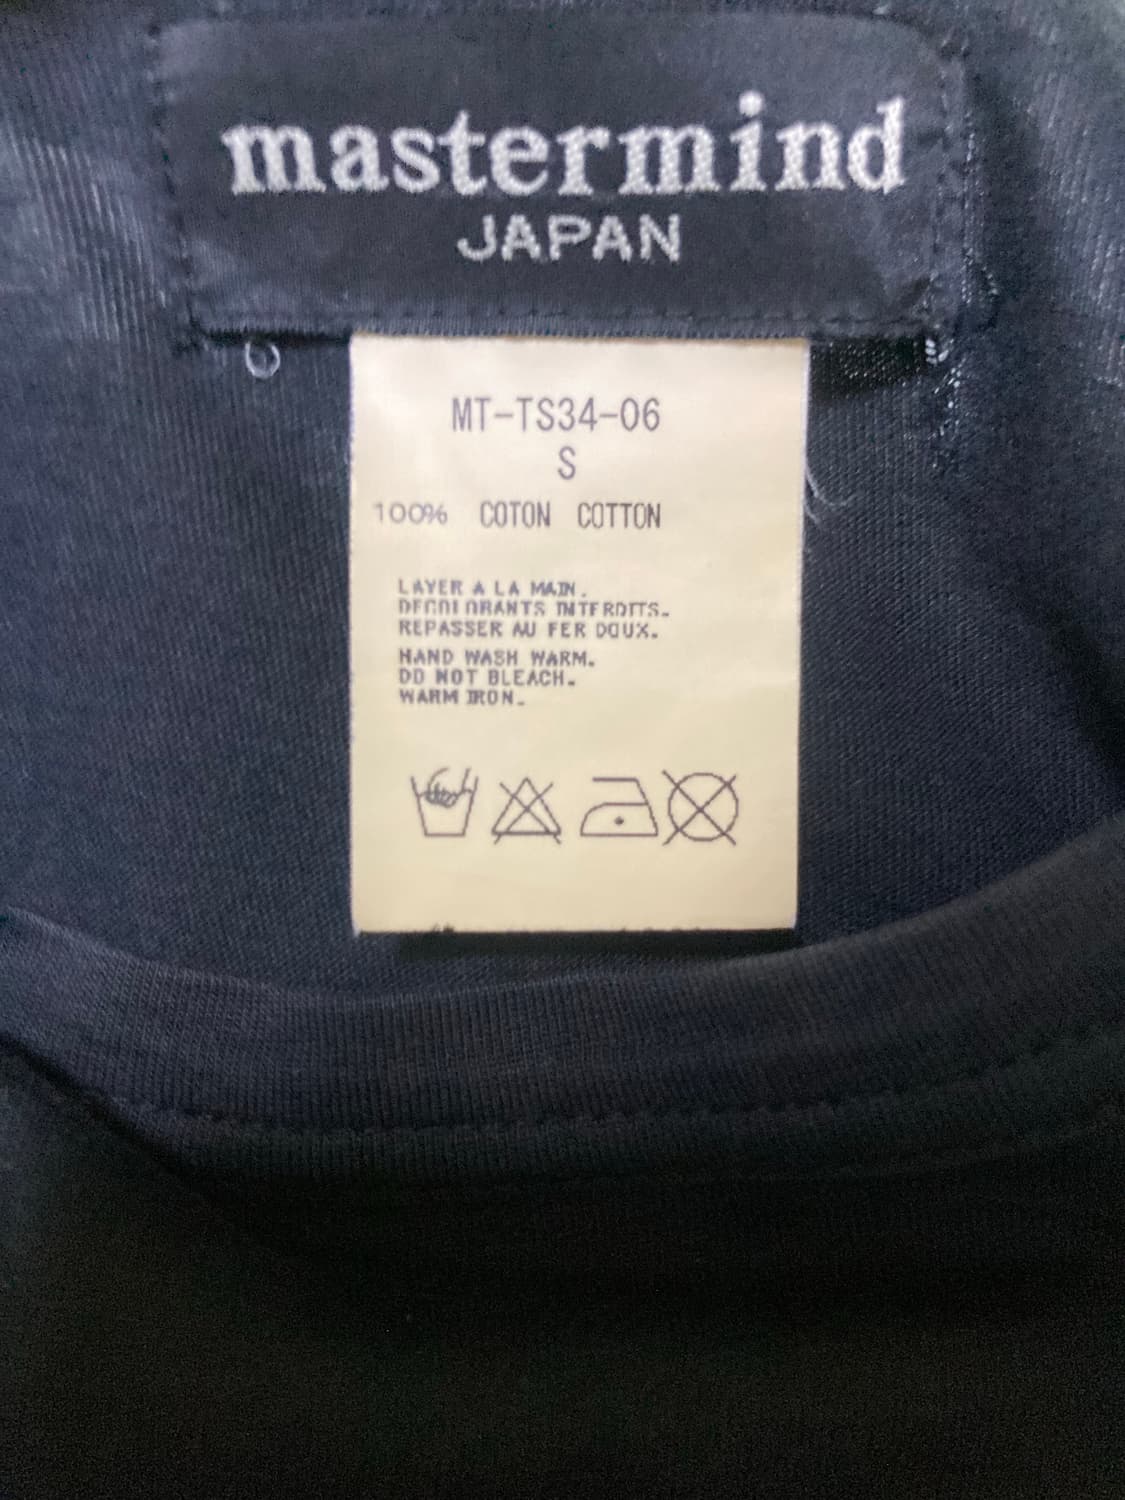 mastermind
JAPAN
MT-TS34-06
S
100% COTON COTTON
LAVER A LA MAIN.
DECOLORANTS INTERDITS.
REPASSER AU FER DOUX.
HAND WASH WARM.
DO NOT BLEACH.
WARM IRON.